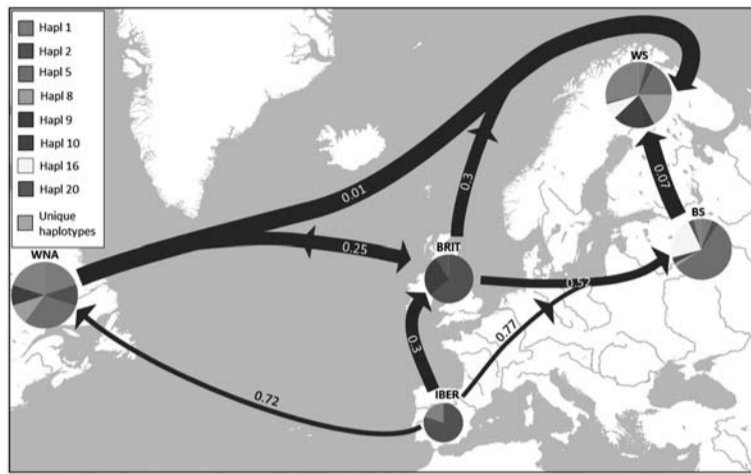 Hapl 1
Hapl 2
Hapl 5
Hapl 8
Hapl 9
Hapl 10
Hapl 16
Hapl 20
Unique
haplotypes
WS
0.01
0.3
0.07
BS
WNA
0.25
BRIT
0.52
0.3
0.77
0.72
IBER